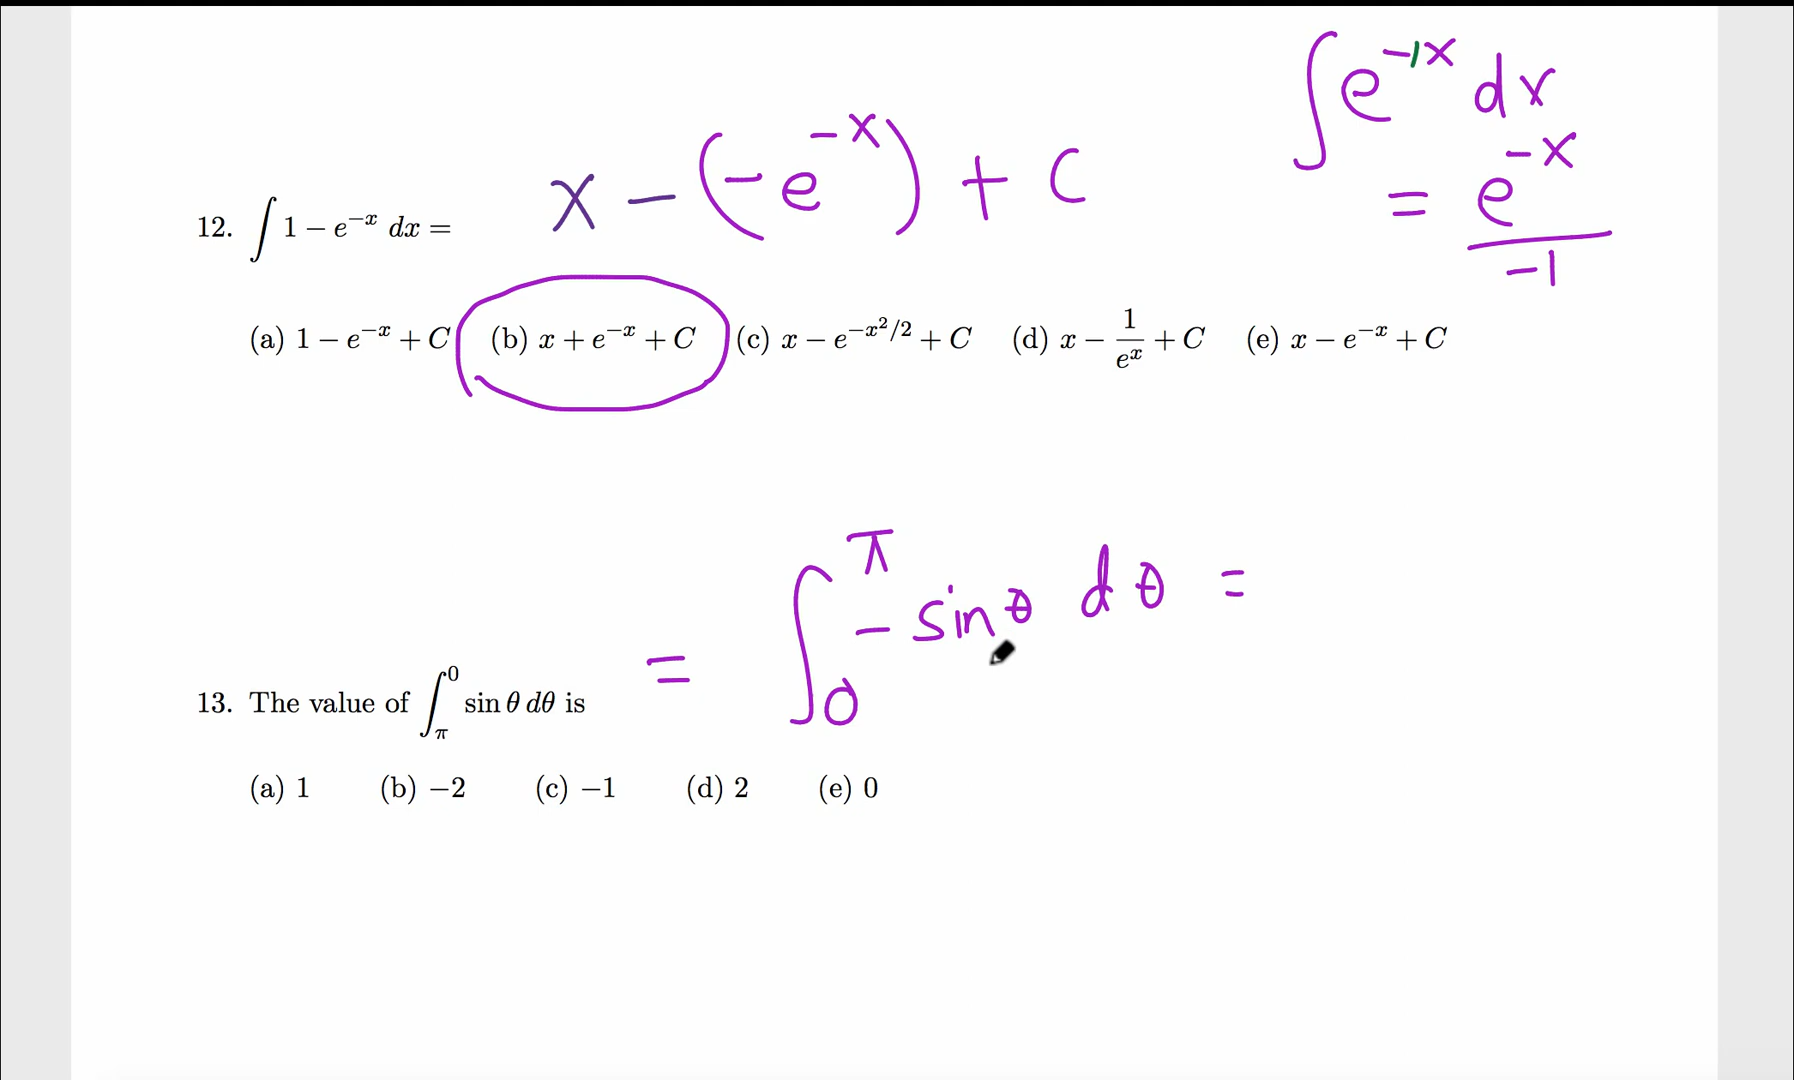 ∫ e^{-1x} dx
= e^{-x} / -1
x - (-e^{-x}) + C
12. ∫ 1 − e^{−x} dx =
(a) 1 − e^{−x} + C (b) x + e^{−x} + C (c) x − e^{−x²/2} + C (d) x − 1/e^x + C (e) x − e^{−x} + C
= ∫_0^π - sinθ dθ =
13. The value of ∫_π^0 sin θ dθ is
(a) 1 (b) −2 (c) −1 (d) 2 (e) 0